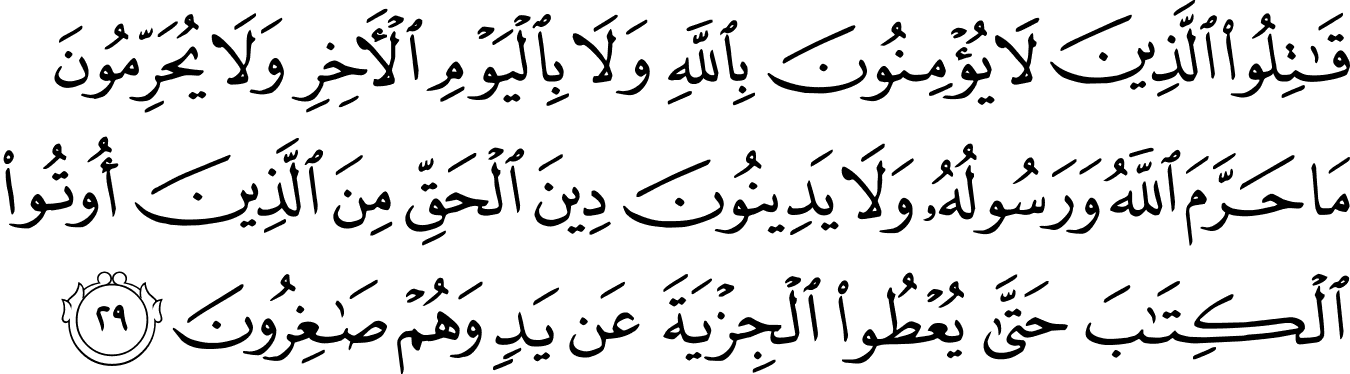 قَٰتِلُوا۟ ٱلَّذِينَ لَا يُؤْمِنُونَ بِٱللَّهِ وَلَا بِٱلْيَوْمِ ٱلْأَخِرِ وَلَا يُحَرِّمُونَ
مَا حَرَّمَ ٱللَّهُ وَرَسُولُهُۥ وَلَا يَدِينُونَ دِينَ ٱلْحَقِّ مِنَ ٱلَّذِينَ أُوتُوا۟
ٱلْكِتَٰبَ حَتَّىٰ يُعْطُوا۟ ٱلْجِزْيَةَ عَن يَدٍ وَهُمْ صَٰغِرُونَ ٢٩